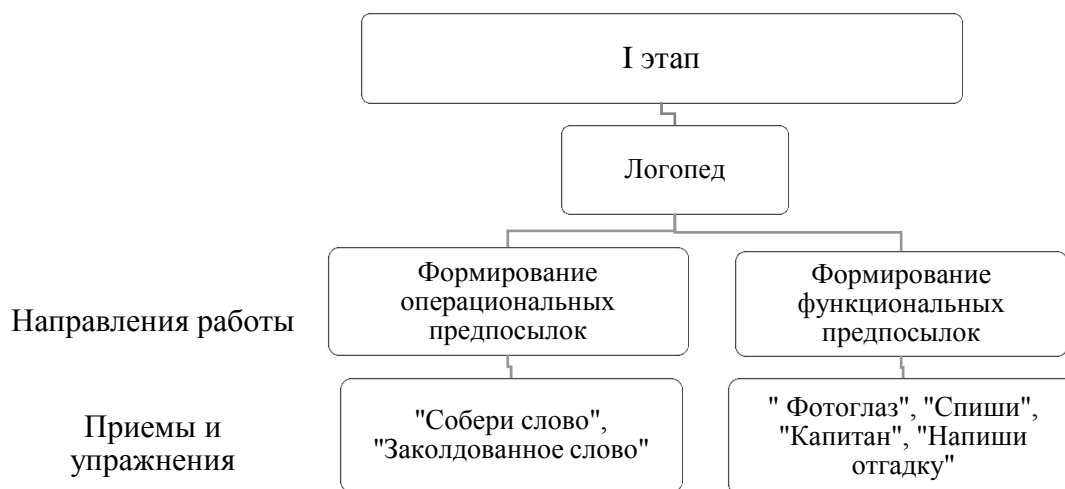 I этап
Логопед
Направления работы
Формирование
операциональных
предпосылок
Формирование
функциональных
предпосылок
Приемы и
упражнения
"Собери слово",
"Заколдованное слово"
" Фотоглаз", "Спиши",
"Капитан", "Напиши
отгадку"